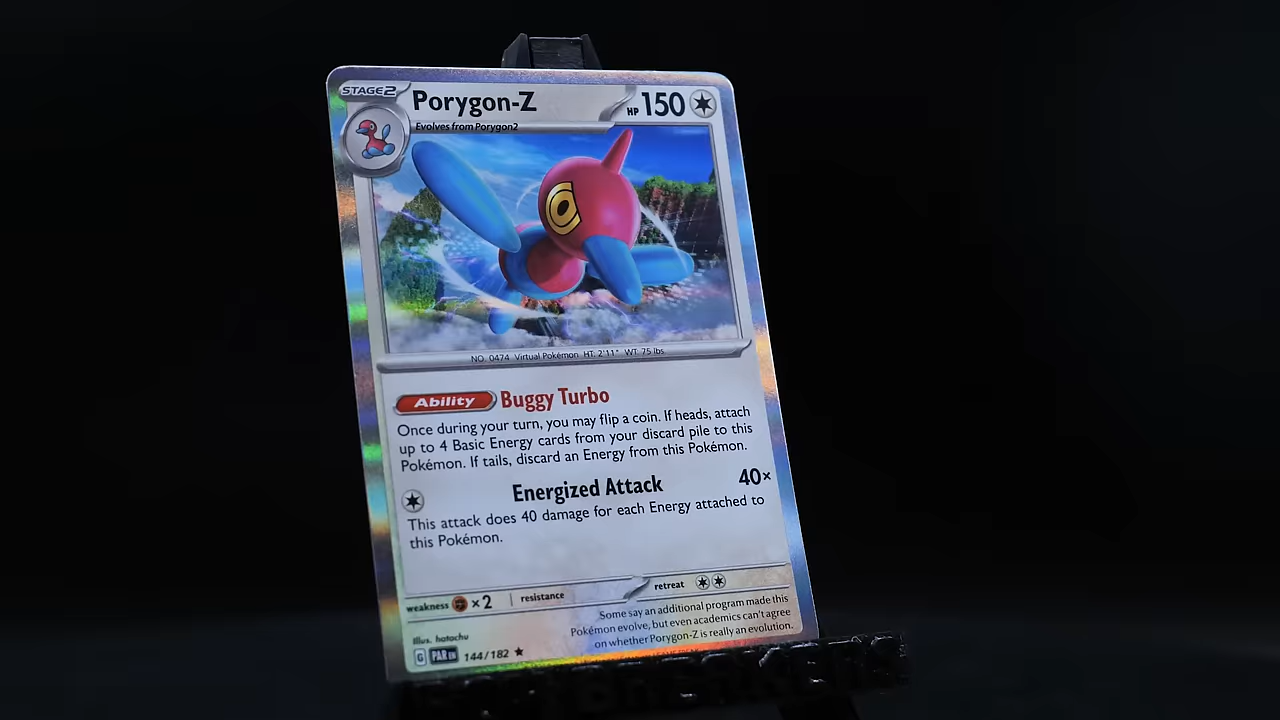 STAGE2
Porygon-Z
HP 150
Evolves from Porygon2
NO. 0474 Virtual Pokémon HT: 2'11" WT: 75 lbs
Ability Buggy Turbo
Once during your turn, you may flip a coin. If heads, attach
up to 4 Basic Energy cards from your discard pile to this
Pokémon. If tails, discard an Energy from this Pokémon.
Energized Attack 40×
This attack does 40 damage for each Energy attached to
this Pokémon.
weakness ×2 resistance retreat
Some say an additional program made this
Pokémon evolve, but even academics can't agree
on whether Porygon-Z is really an evolution.
Illus. hatachu
G PAR EN 144/182